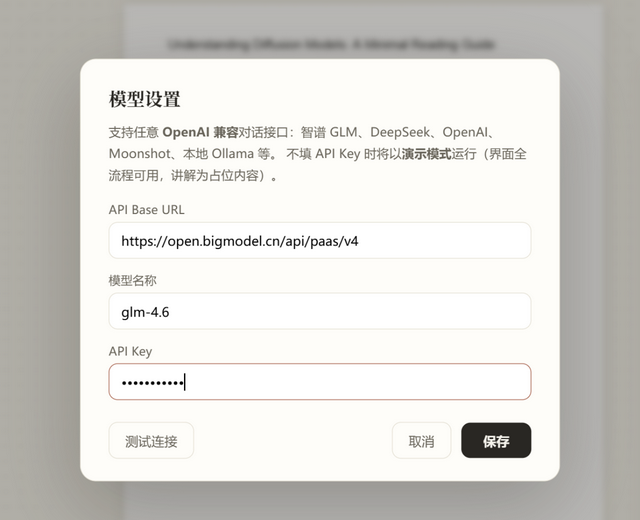 Understanding Diffusion Models: A Minimal Reading Guide
模型设置
支持任意 OpenAI 兼容对话接口：智谱 GLM、DeepSeek、OpenAI、
Moonshot、本地 Ollama 等。 不填 API Key 时将以演示模式运行（界面全
流程可用，讲解为占位内容）。
API Base URL
https://open.bigmodel.cn/api/paas/v4
模型名称
glm-4.6
API Key
•••••••••••
测试连接
取消
保存